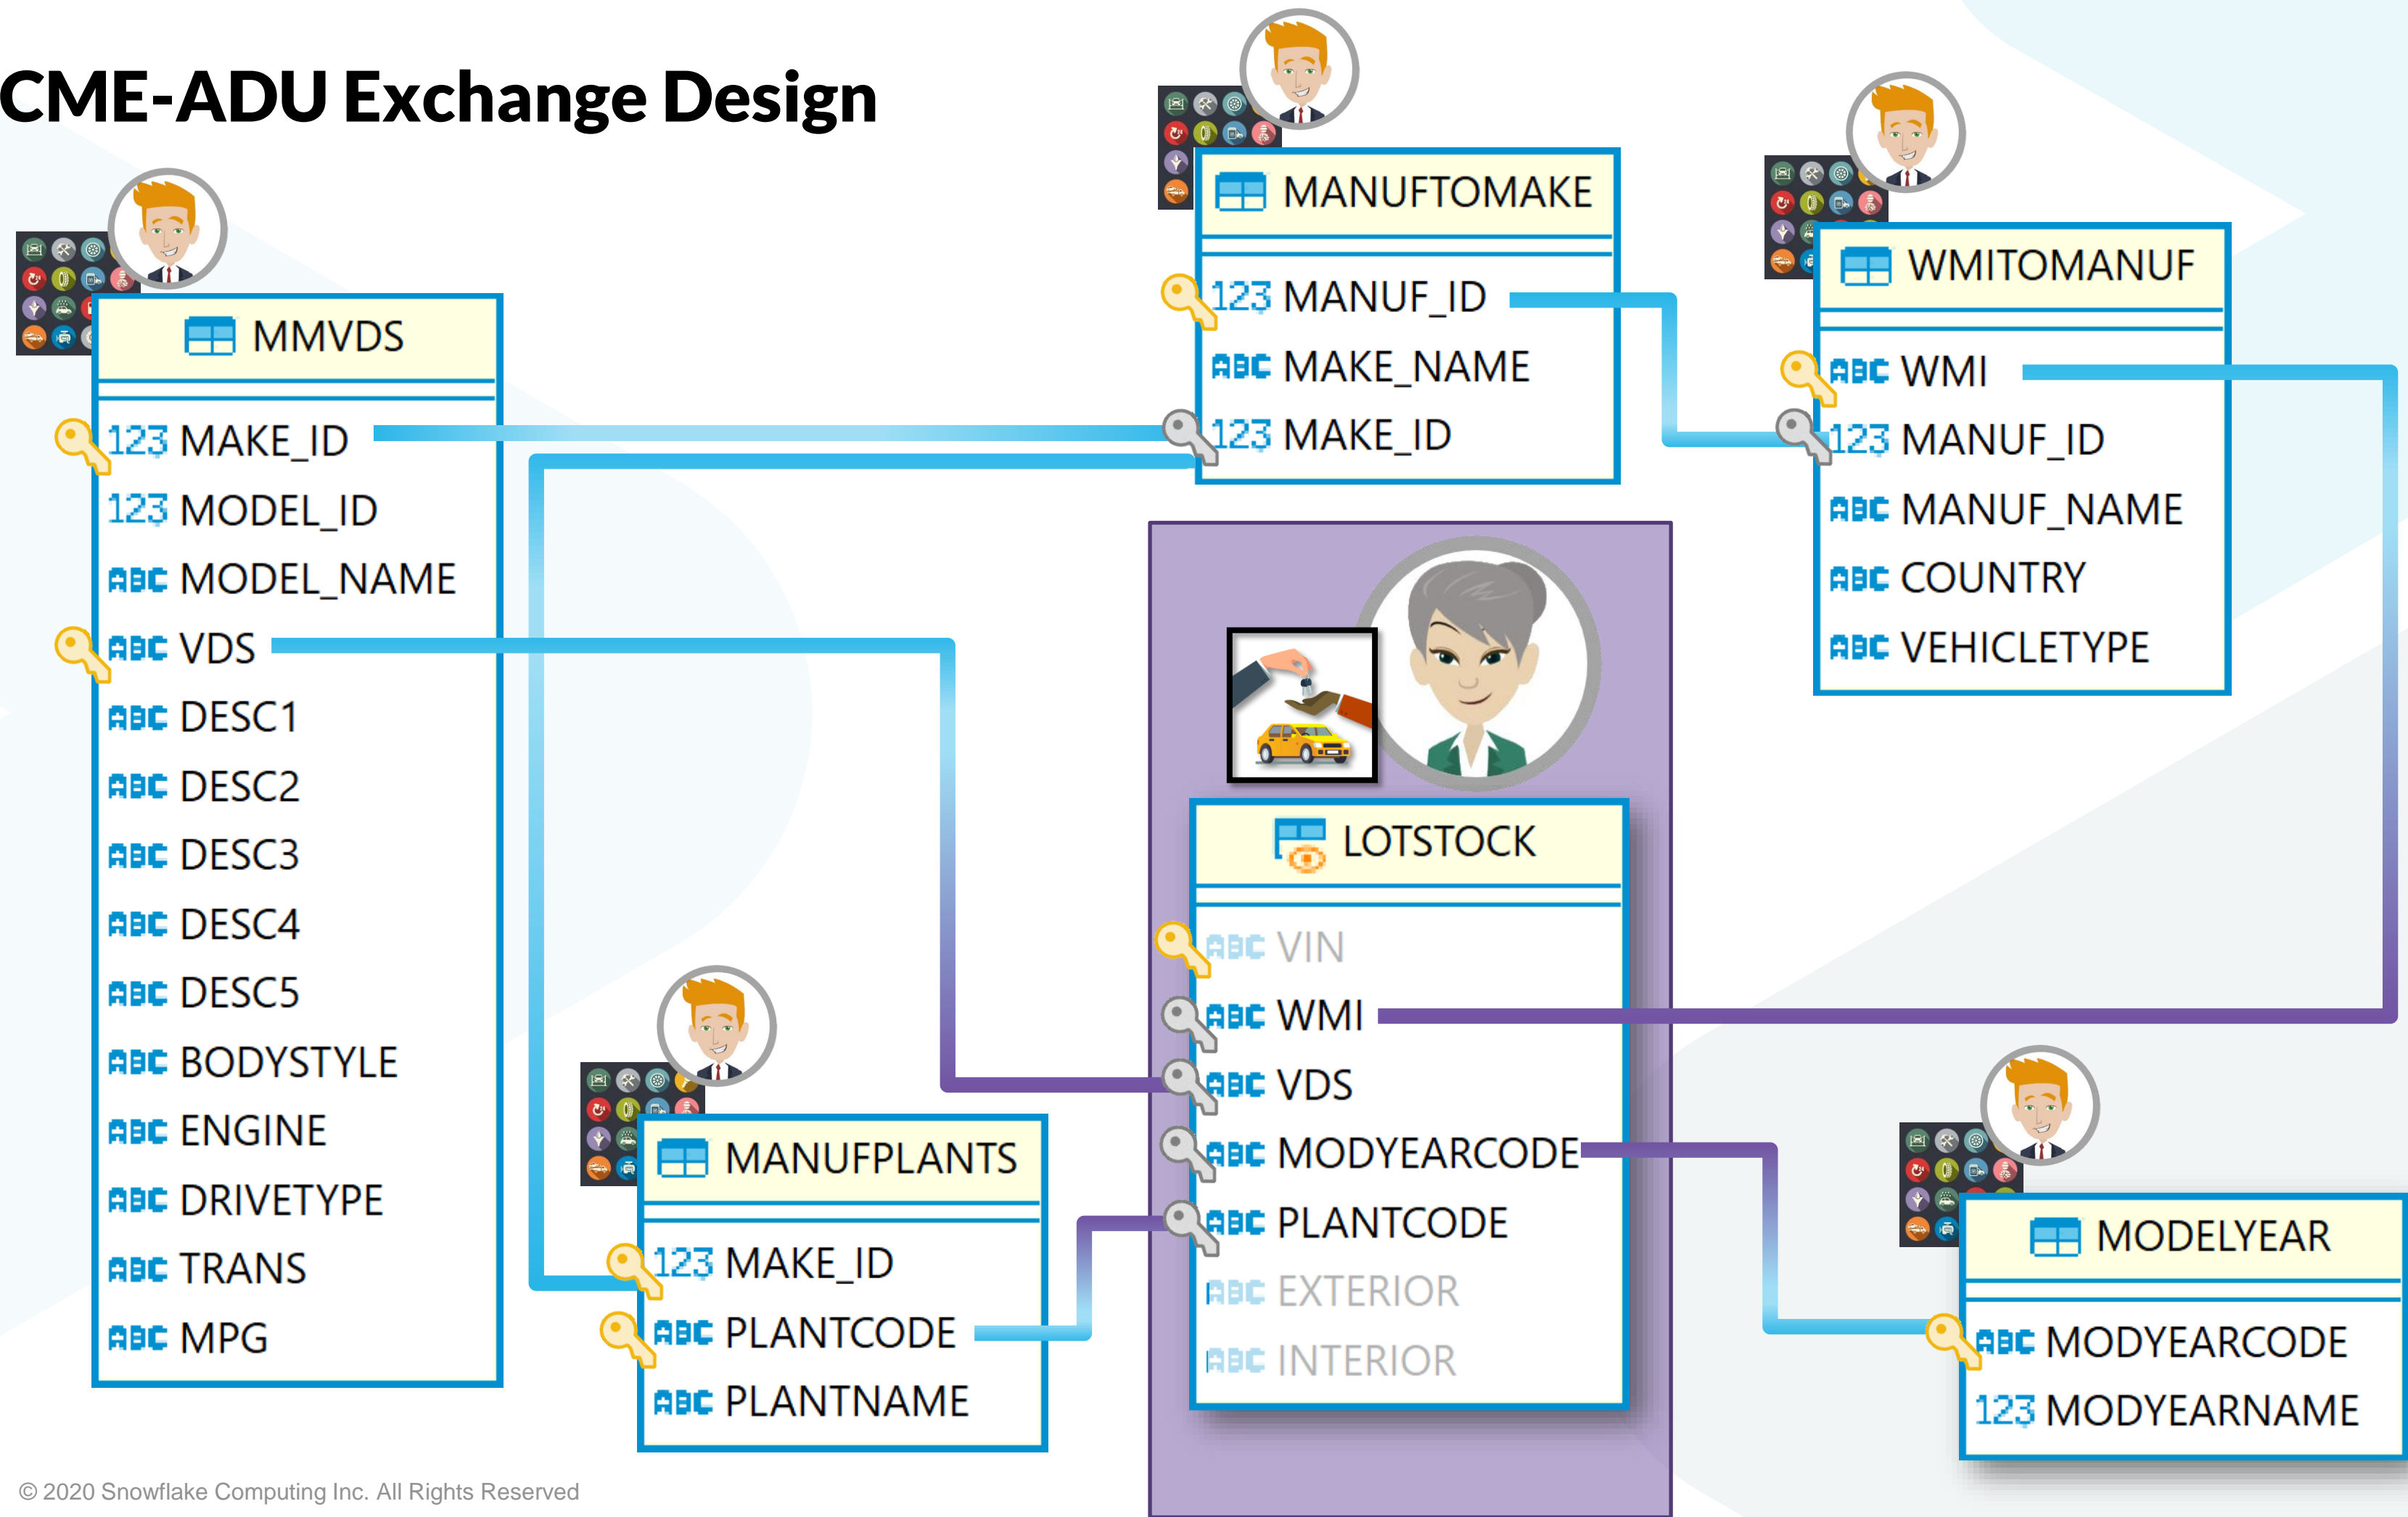 CME-ADU Exchange Design
MMVDS
123 MAKE_ID
123 MODEL_ID
ABC MODEL_NAME
ABC VDS
ABC DESC1
ABC DESC2
ABC DESC3
ABC DESC4
ABC DESC5
ABC BODYSTYLE
ABC ENGINE
ABC DRIVETYPE
ABC TRANS
ABC MPG
MANUFTOMAKE
123 MANUF_ID
ABC MAKE_NAME
123 MAKE_ID
WMITOMANUF
ABC WMI
123 MANUF_ID
ABC MANUF_NAME
ABC COUNTRY
ABC VEHICLETYPE
MANUFPLANTS
123 MAKE_ID
ABC PLANTCODE
ABC PLANTNAME
LOTSTOCK
ABC VIN
ABC WMI
ABC VDS
ABC MODYEARCODE
ABC PLANTCODE
ABC EXTERIOR
ABC INTERIOR
MODELYEAR
ABC MODYEARCODE
123 MODYEARNAME
© 2020 Snowflake Computing Inc. All Rights Reserved